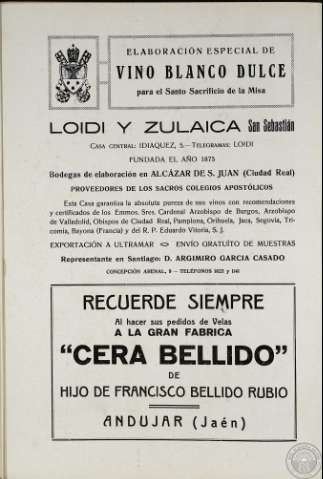 ELABORACIÓN ESPECIAL DE
VINO BLANCO DULCE
para el Santo Sacrificio de la Misa
LOIDI Y ZULAICA San Sebastián
CASA CENTRAL: IDIAQUEZ, 5.—TELEGRAMAS: LOIDI
FUNDADA EL AÑO 1875
Bodegas de elaboración en ALCÁZAR DE S. JUAN (Ciudad Real)
PROVEEDORES DE LOS SACROS COLEGIOS APOSTÓLICOS
Esta Casa garantiza la absoluta pureza de sus vinos con recomendaciones
y certificados de los Emmos. Sres. Cardenal Arzobispo de Burgos, Arzobispo
de Valladolid, Obispos de Ciudad Real, Pamplona, Orihuela, Jaca, Segovia, Tri-
comia, Bayona (Francia) y del R. P. Eduardo Vitoria, S. J.
EXPORTACIÓN A ULTRAMAR <> ENVÍO GRATUÍTO DE MUESTRAS
Representante en Santiago: D. ARGIMIRO GARCIA CASADO
CONCEPCIÓN ARENAL, 9 — TELÉFONOS 1623 y 1141
RECUERDE SIEMPRE
Al hacer sus pedidos de Velas
A LA GRAN FABRICA
"CERA BELLIDO"
DE
HIJO DE FRANCISCO BELLIDO RUBIO
ANDUJAR (Jaén)